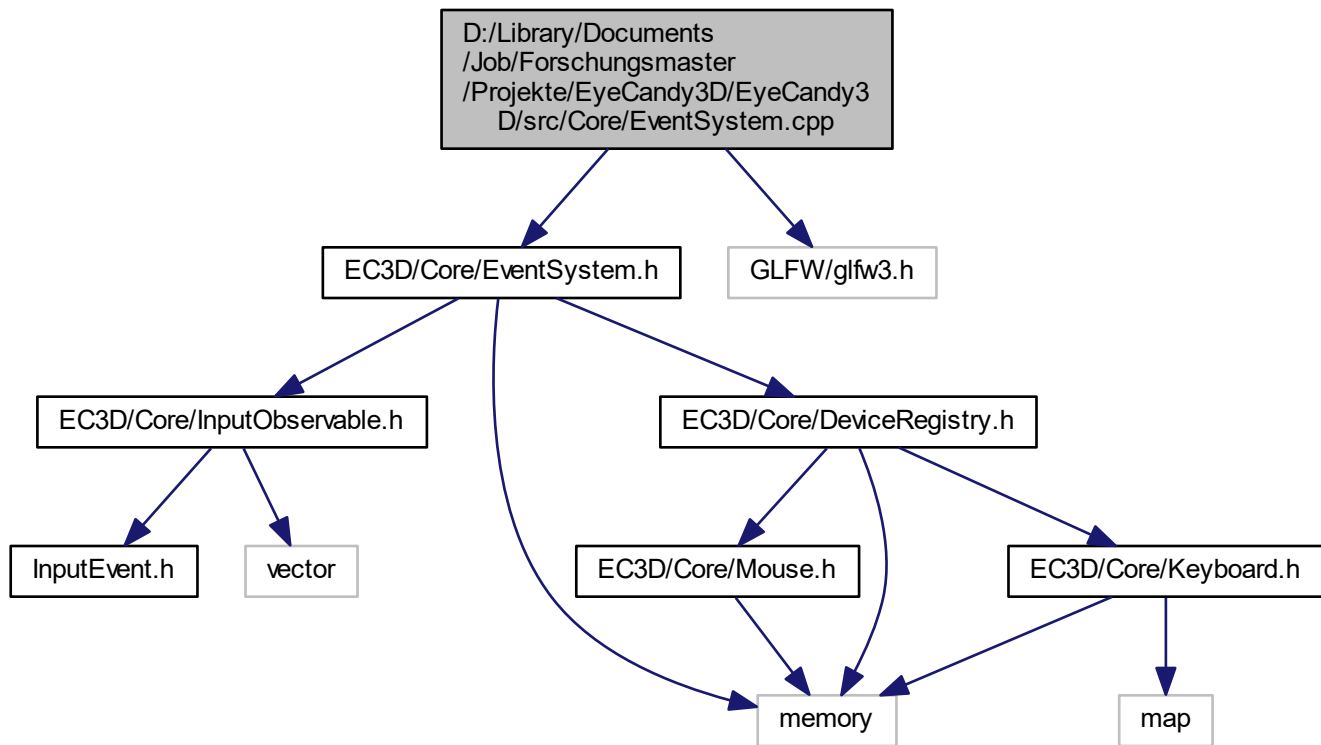 D:/Library/Documents
/Job/Forschungsmaster
/Projekte/EyeCandy3D/EyeCandy3
D/src/Core/EventSystem.cpp
EC3D/Core/EventSystem.h
GLFW/glfw3.h
EC3D/Core/InputObservable.h
EC3D/Core/DeviceRegistry.h
InputEvent.h
vector
EC3D/Core/Mouse.h
EC3D/Core/Keyboard.h
memory
map